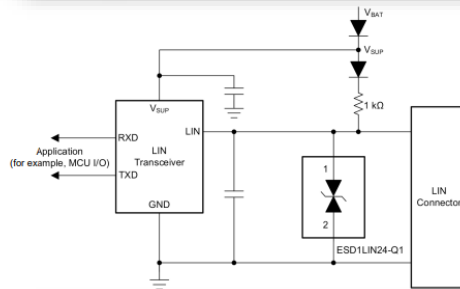 VBAT
VSUP
1 kΩ
VSUP
RXD
LIN
LIN
Transceiver
TXD
GND
Application
(for example, MCU I/O)
1
2
ESD1LIN24-Q1
LIN
Connector